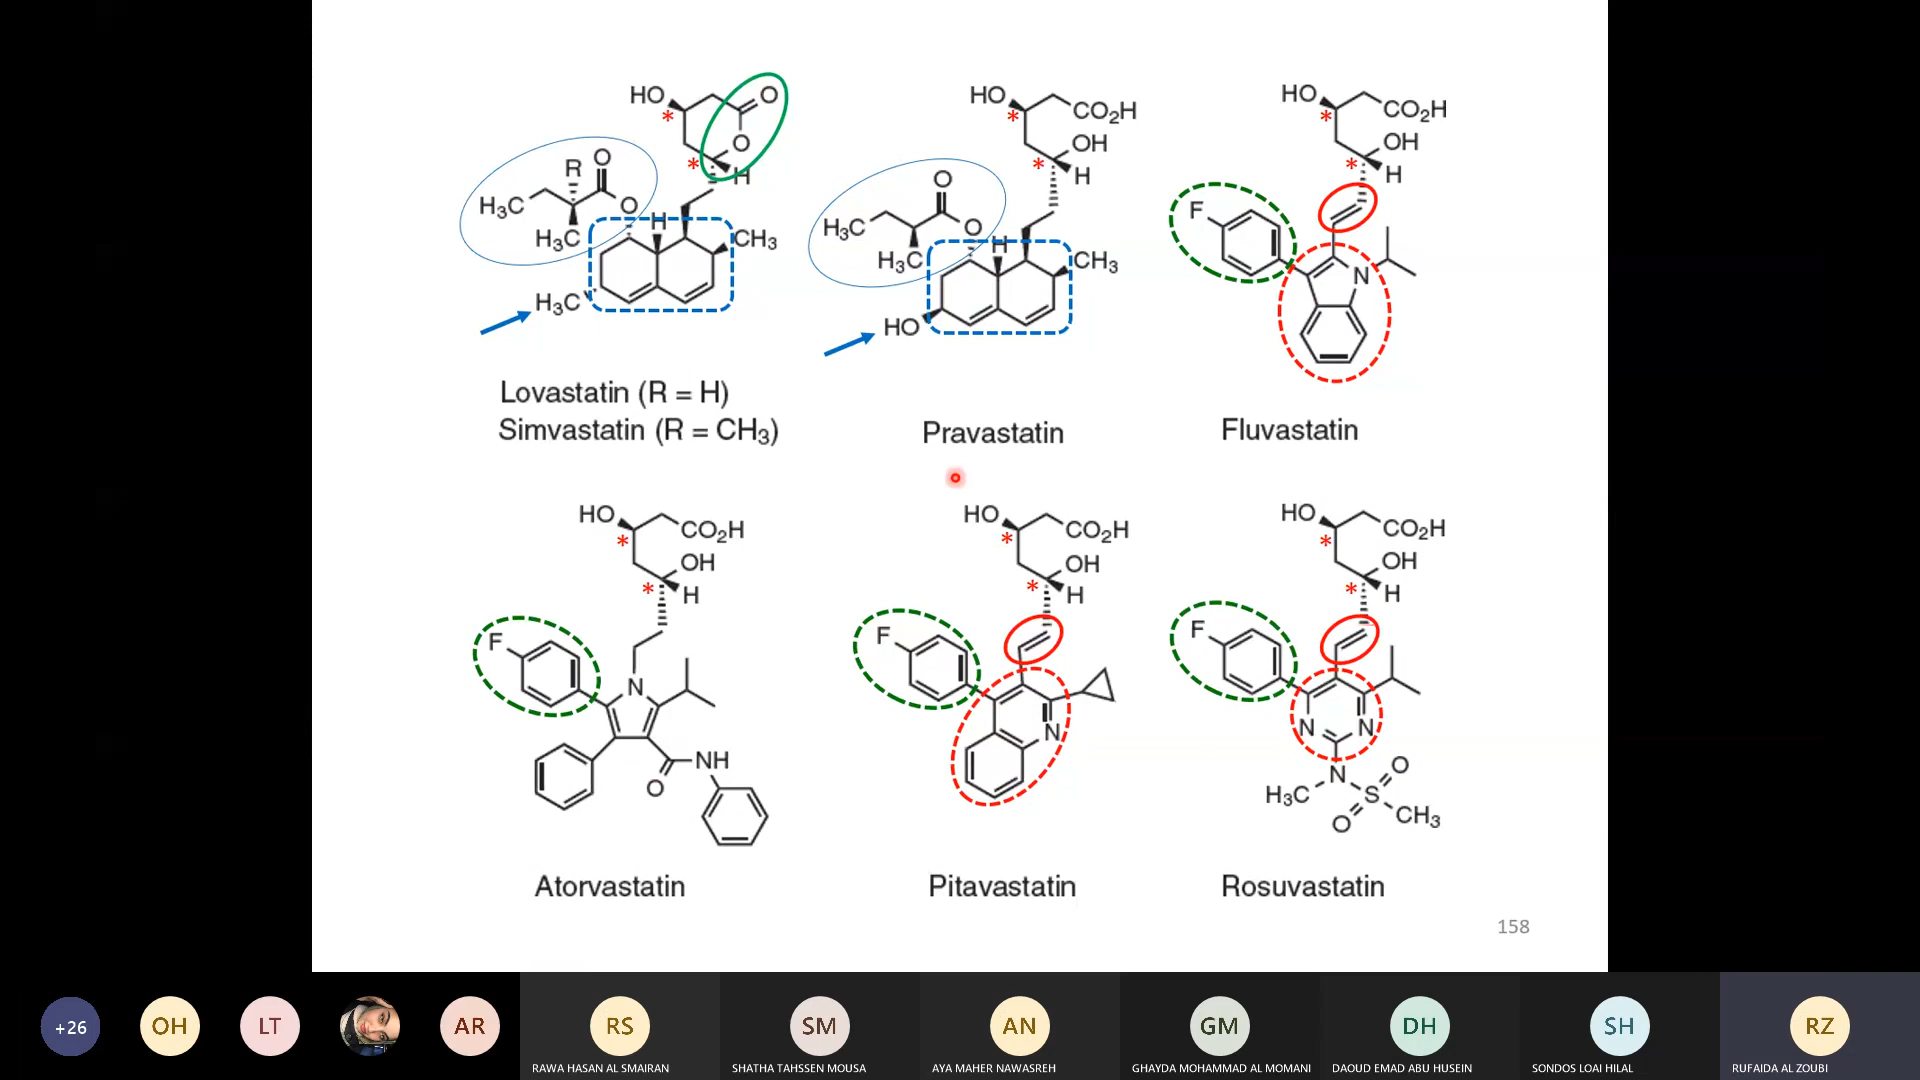 HO
O
O
*
*
H
R
O
H3C
O
H3C
H
CH3
H3C
Lovastatin (R = H)
Simvastatin (R = CH3)
HO
CO2H
*
OH
*
H
O
H3C
O
H3C
H
CH3
HO
Pravastatin
HO
CO2H
*
OH
*
H
F
N
Fluvastatin
HO
CO2H
*
OH
*
H
F
N
NH
O
Atorvastatin
HO
CO2H
*
OH
*
H
F
N
Pitavastatin
HO
CO2H
*
OH
*
H
F
N
N
N
O
H3C
S
O
CH3
Rosuvastatin
158
+26
OH
LT
AR
RS
SM
AN
GM
DH
SH
RZ
RAWA HASAN AL SMAIRAN
SHATHA TAHSSEN MOUSA
AYA MAHER NAWASREH
GHAYDA MOHAMMAD AL MOMANI
DAOUD EMAD ABU HUSEIN
SONDOS LOAI HILAL
RUFAIDA AL ZOUBI